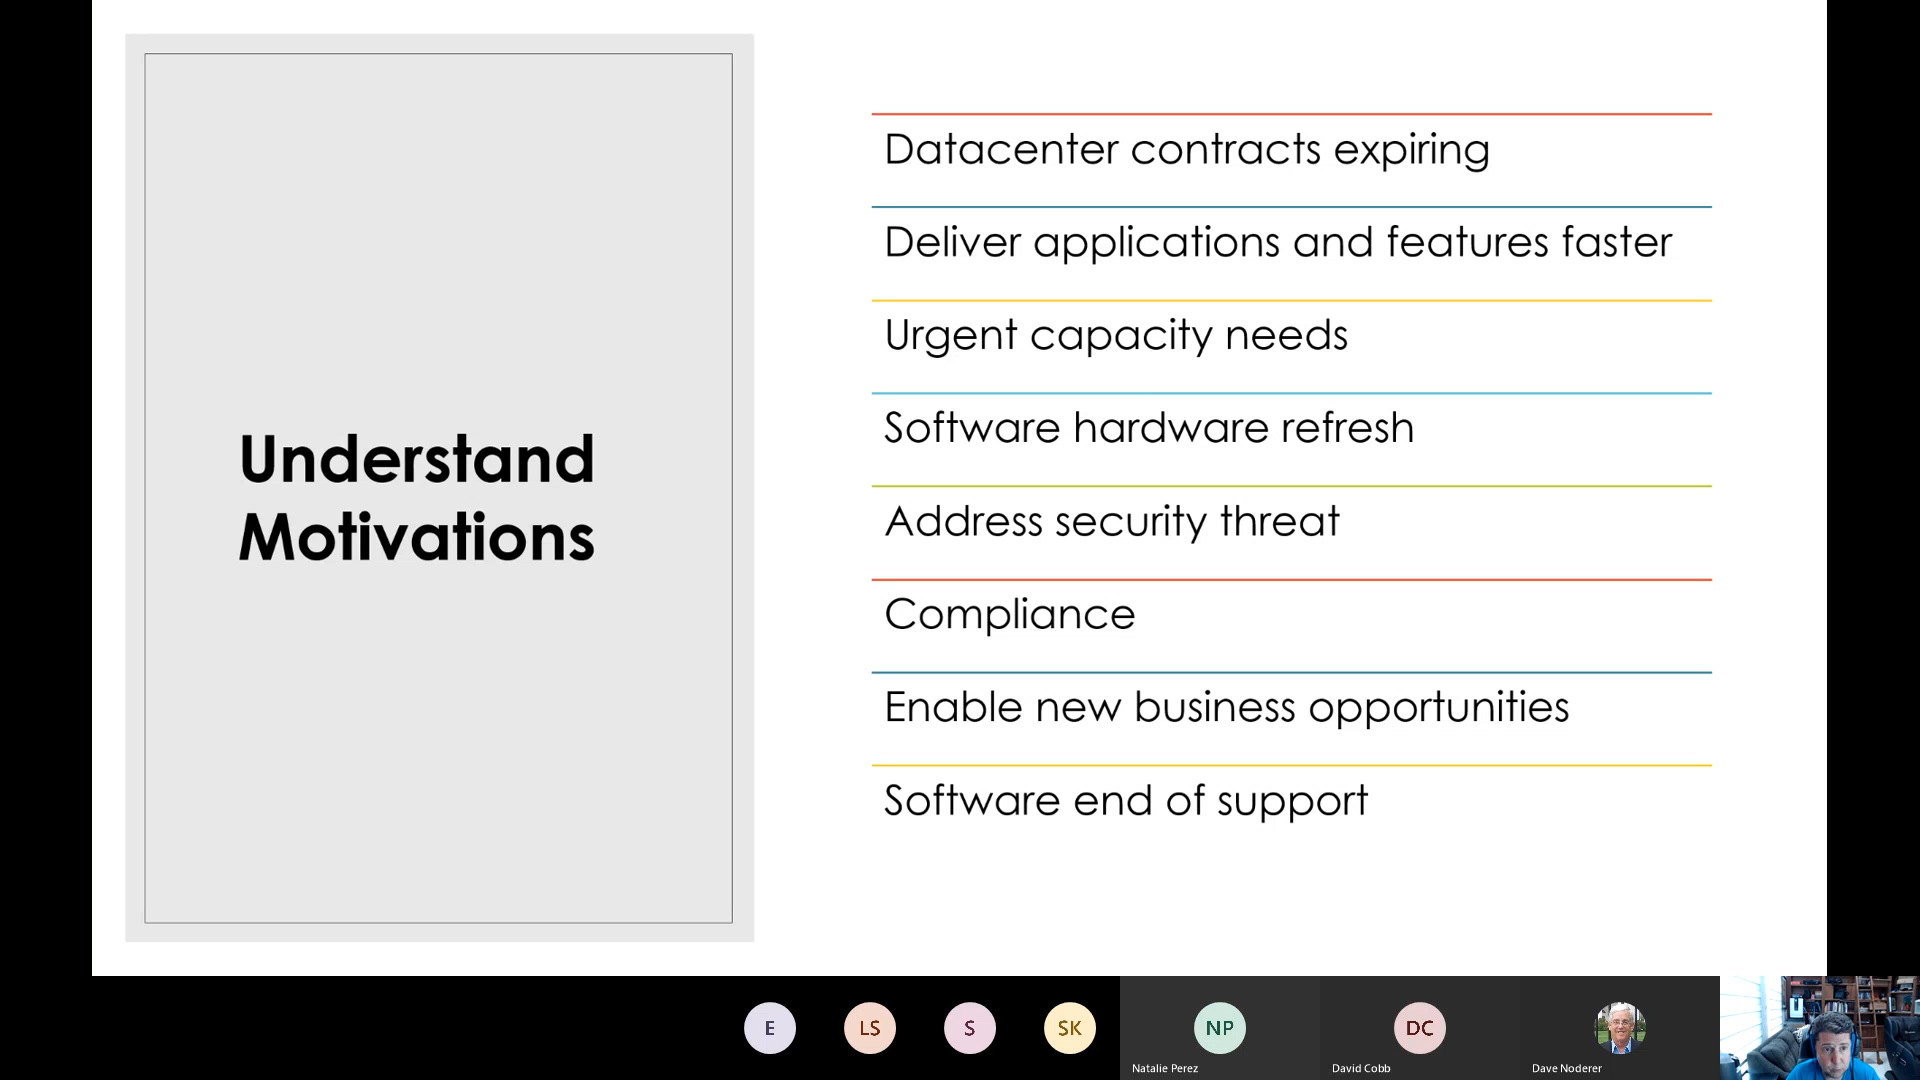 Understand
Motivations
Datacenter contracts expiring
Deliver applications and features faster
Urgent capacity needs
Software hardware refresh
Address security threat
Compliance
Enable new business opportunities
Software end of support
E
LS
S
SK
NP
Natalie Perez
DC
David Cobb
Dave Noderer